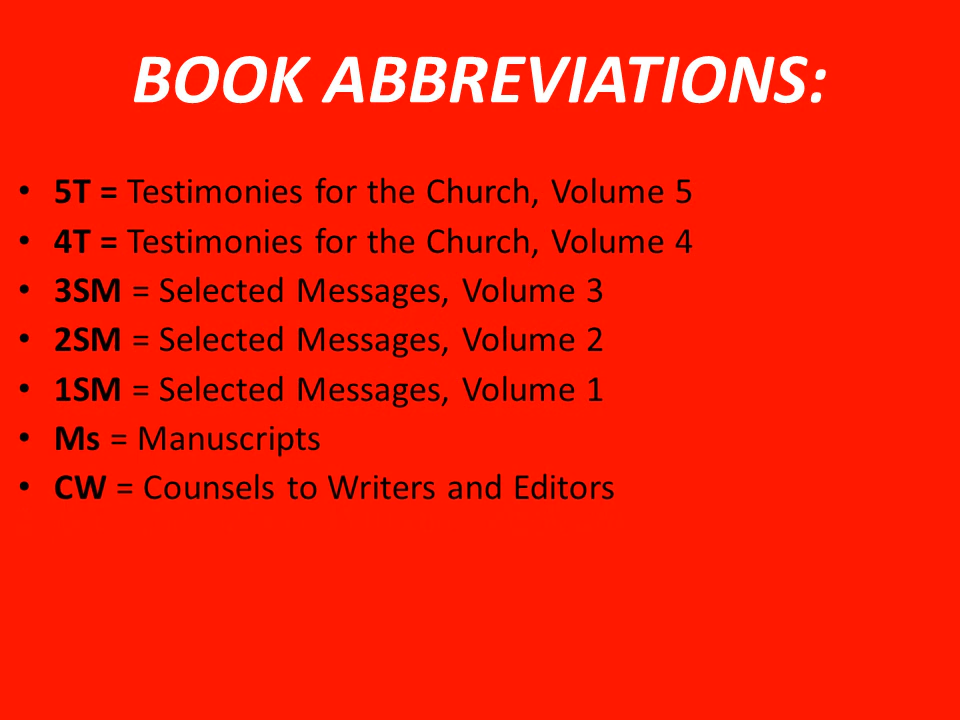 BOOK ABBREVIATIONS:
• 5T = Testimonies for the Church, Volume 5
• 4T = Testimonies for the Church, Volume 4
• 3SM = Selected Messages, Volume 3
• 2SM = Selected Messages, Volume 2
• 1SM = Selected Messages, Volume 1
• Ms = Manuscripts
• CW = Counsels to Writers and Editors